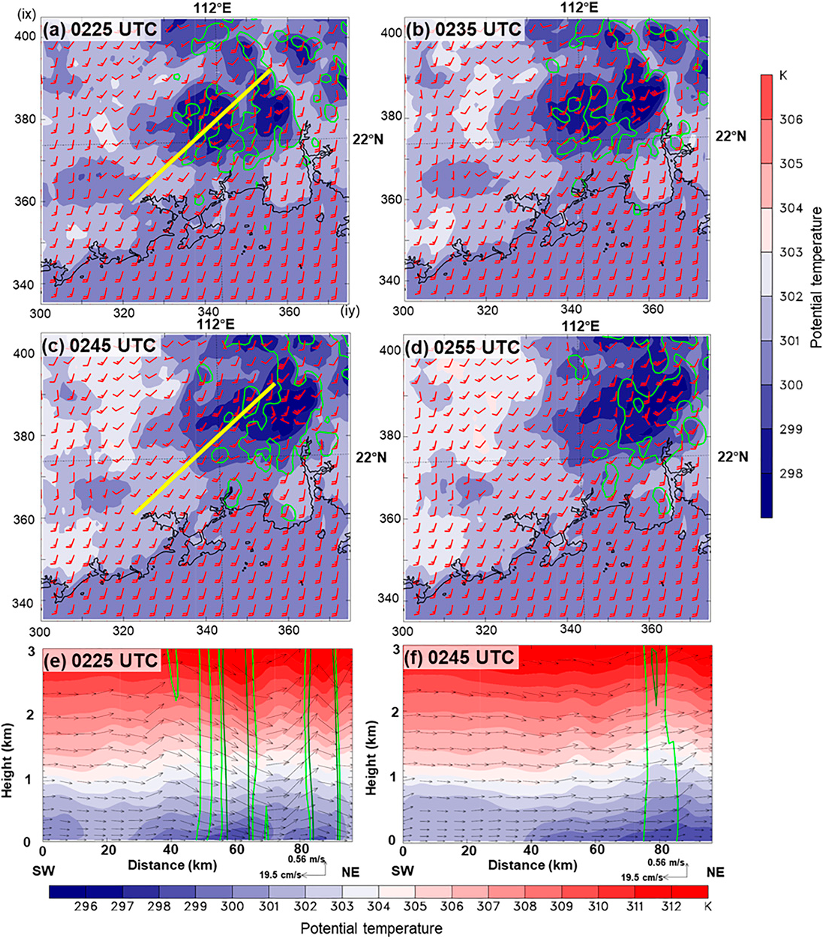 (ix)
112°E
112°E
(a) 0225 UTC
(b) 0235 UTC
400
380
360
340
300
320
340
360
(iy)
22°N
400
380
360
340
300
320
340
360
K
306
305
304
303
302
301
300
299
298
Potential temperature
112°E
112°E
(c) 0245 UTC
(d) 0255 UTC
400
380
360
340
300
320
340
360
22°N
400
380
360
340
300
320
340
360
(e) 0225 UTC
(f) 0245 UTC
Height (km)
3
2
1
0
0
20
40
60
80
Distance (km)
SW
NE
0.56 m/s
19.5 cm/s
Height (km)
3
2
1
0
0
20
40
60
80
Distance (km)
SW
NE
0.56 m/s
19.5 cm/s
296 297 298 299 300 301 302 303 304 305 306 307 308 309 310 311 312 K
Potential temperature